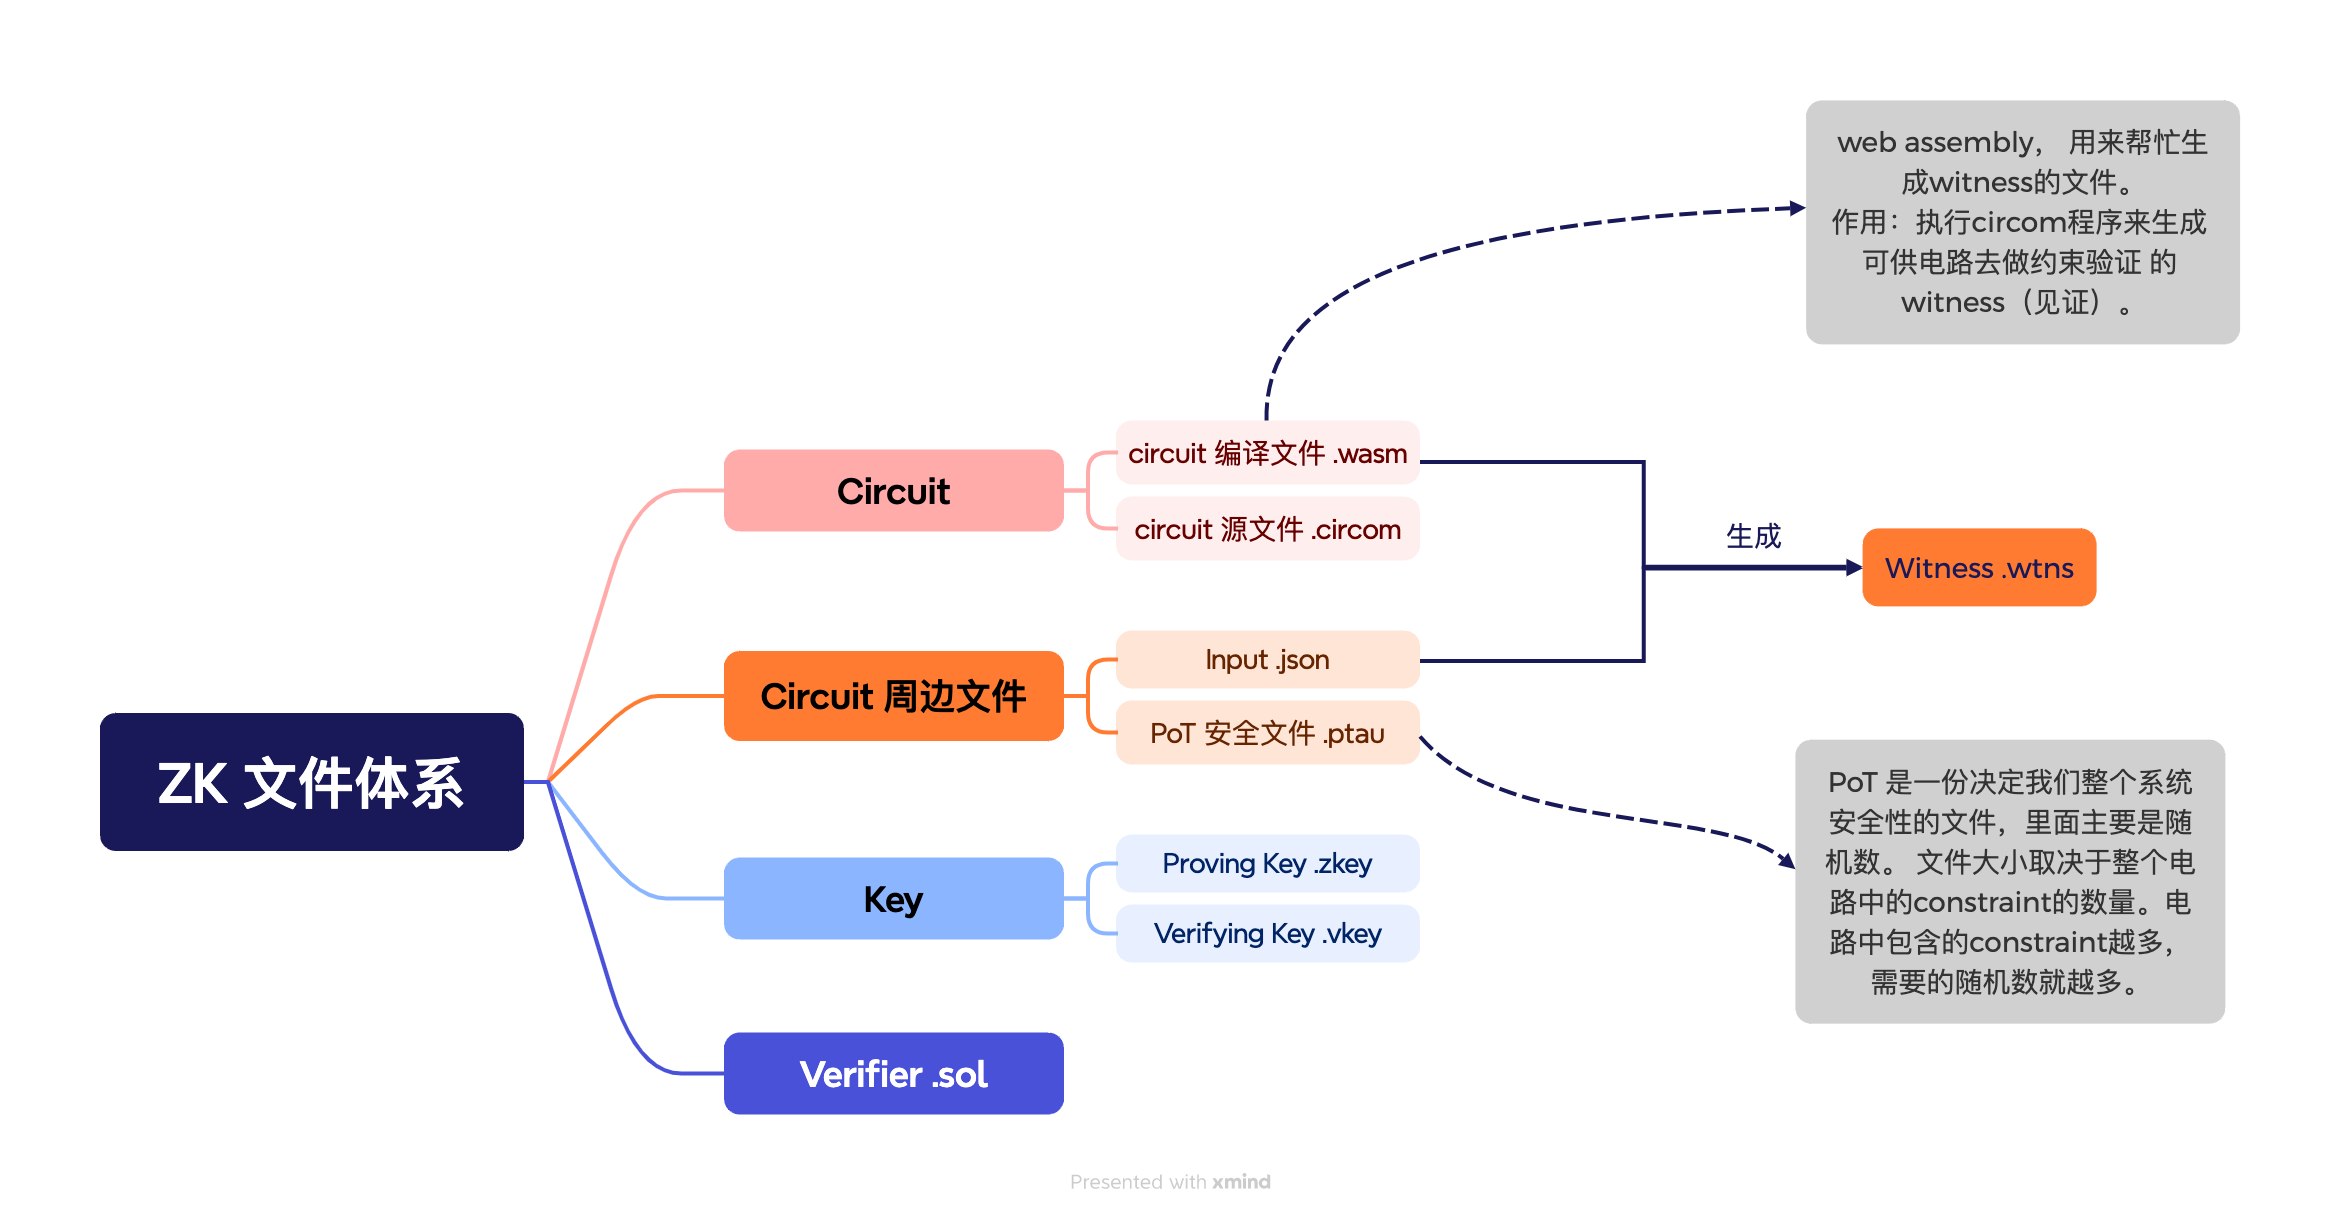 web assembly， 用来帮忙生
成witness的文件。
作用：执行circom程序来生成
可供电路去做约束验证 的
witness（见证）。
circuit 编译文件 .wasm
Circuit
circuit 源文件 .circom
生成
Witness .wtns
Input .json
Circuit 周边文件
PoT 安全文件 .ptau
ZK 文件体系
PoT 是一份决定我们整个系统
安全性的文件，里面主要是随
机数。 文件大小取决于整个电
路中的constraint的数量。电
路中包含的constraint越多，
需要的随机数就越多。
Proving Key .zkey
Key
Verifying Key .vkey
Verifier .sol
Presented with xmind